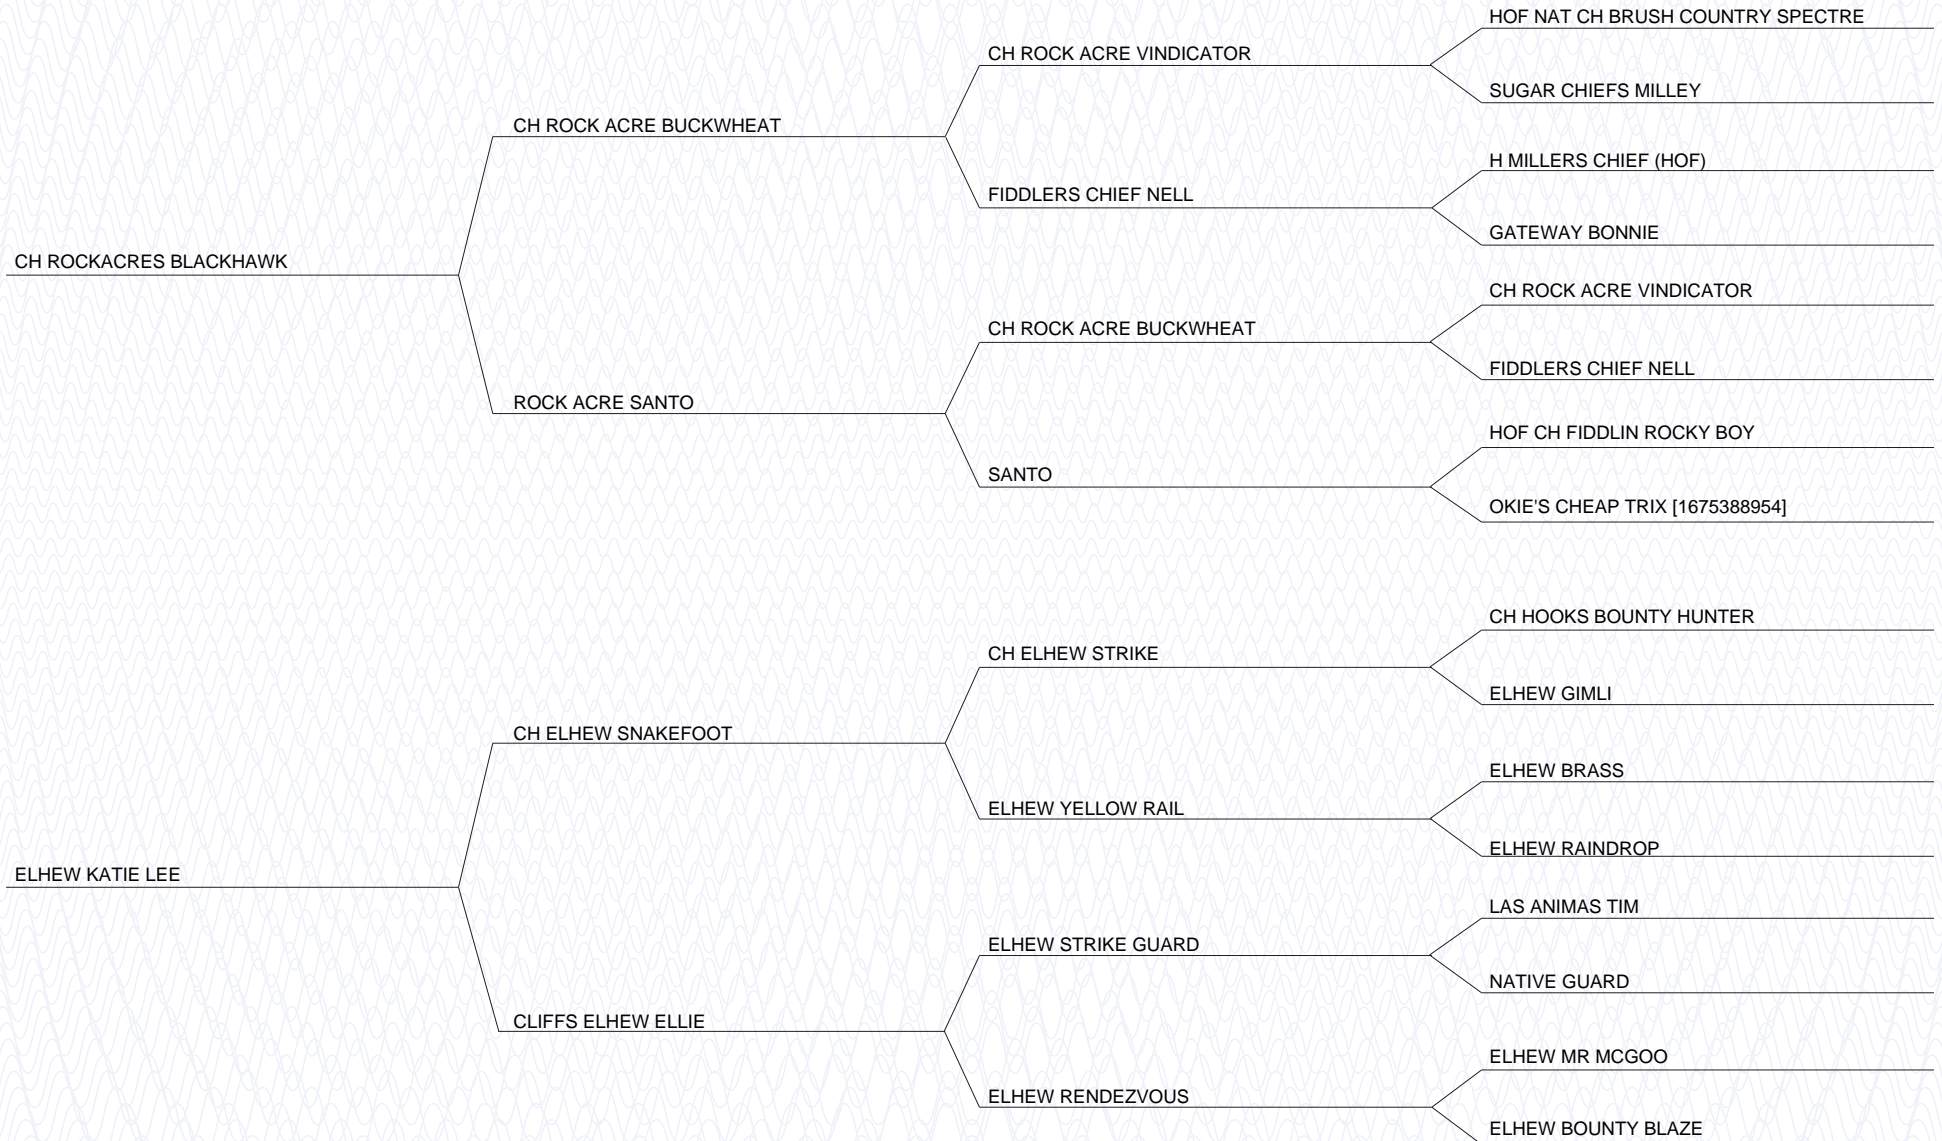 HOF NAT CH BRUSH COUNTRY SPECTRE
CH ROCK ACRE VINDICATOR
SUGAR CHIEFS MILLEY
CH ROCK ACRE BUCKWHEAT
H MILLERS CHIEF (HOF)
FIDDLERS CHIEF NELL
GATEWAY BONNIE
CH ROCKACRES BLACKHAWK
CH ROCK ACRE VINDICATOR
CH ROCK ACRE BUCKWHEAT
FIDDLERS CHIEF NELL
ROCK ACRE SANTO
HOF CH FIDDLIN ROCKY BOY
SANTO
OKIE'S CHEAP TRIX [1675388954]
CH HOOKS BOUNTY HUNTER
CH ELHEW STRIKE
ELHEW GIMLI
CH ELHEW SNAKEFOOT
ELHEW BRASS
ELHEW YELLOW RAIL
ELHEW RAINDROP
ELHEW KATIE LEE
LAS ANIMAS TIM
ELHEW STRIKE GUARD
NATIVE GUARD
CLIFFS ELHEW ELLIE
ELHEW MR MCGOO
ELHEW RENDEZVOUS
ELHEW BOUNTY BLAZE